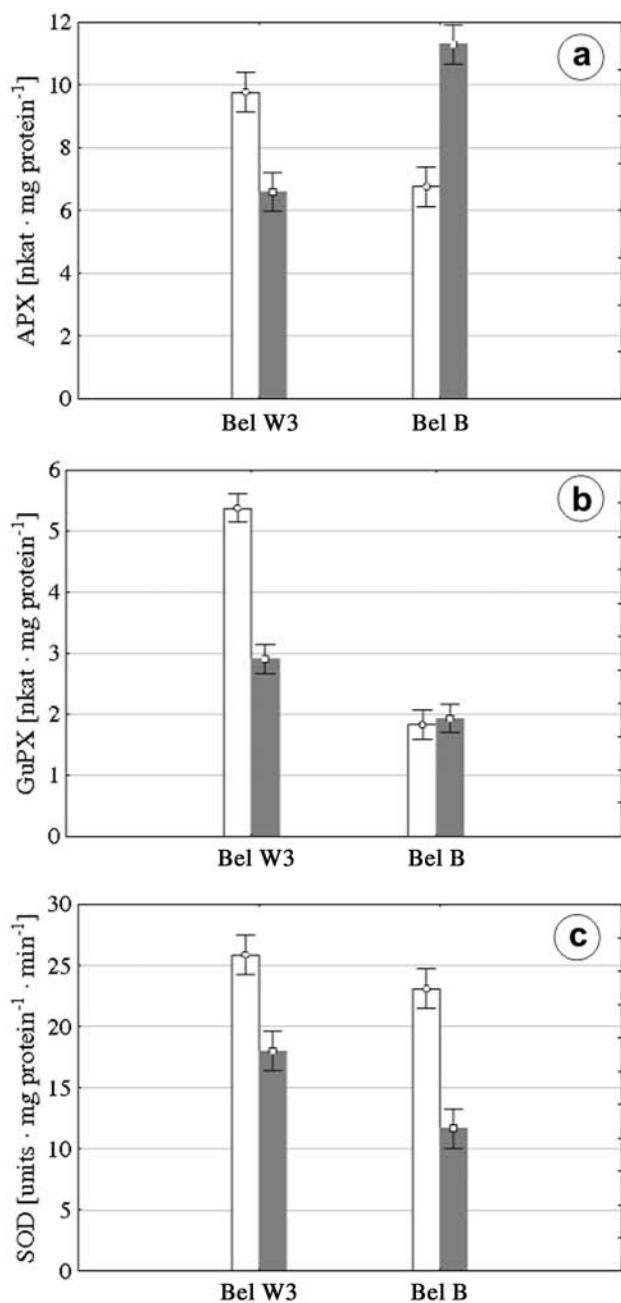 a
APX [nkat · mg protein⁻¹]
12
10
8
6
4
2
0
Bel W3 Bel B
b
GuPX [nkat · mg protein⁻¹]
6
5
4
3
2
1
0
Bel W3 Bel B
c
SOD [units · mg protein⁻¹ · min⁻¹]
30
25
20
15
10
5
0
Bel W3 Bel B